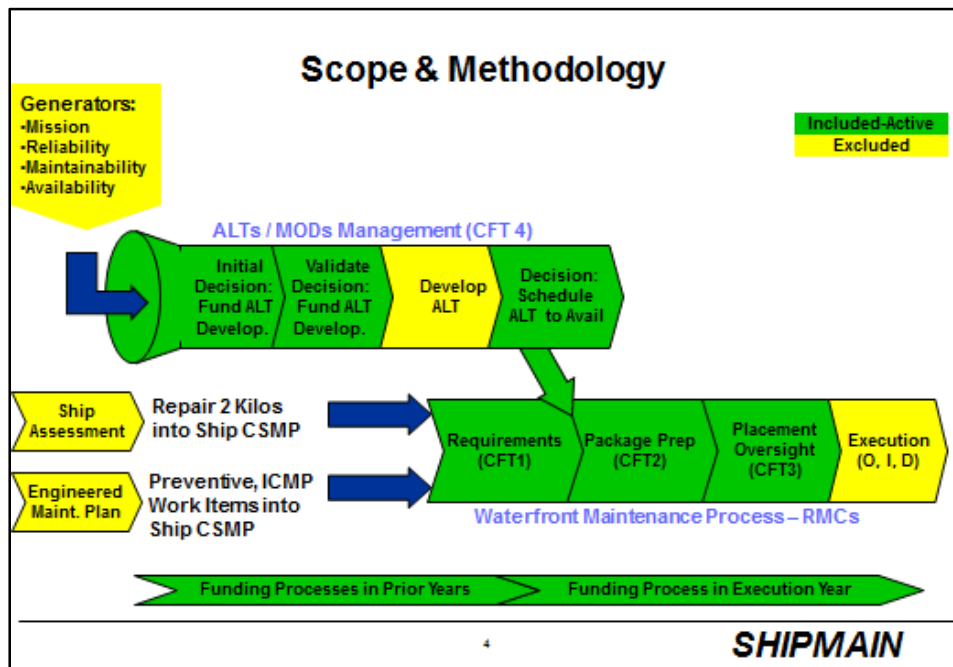 Scope & Methodology
Generators:
•Mission
•Reliability
•Maintainability
•Availability
Included-Active
Excluded
ALTs / MODs Management (CFT 4)
Initial
Decision:
Fund ALT
Develop.
Validate
Decision:
Fund ALT
Develop.
Develop
ALT
Decision:
Schedule
ALT to Avail
Ship
Assessment
Repair 2 Kilos
into Ship CSMP
Engineered
Maint. Plan
Preventive, ICMP
Work Items into
Ship CSMP
Requirements
(CFT1)
Package Prep
(CFT2)
Placement
Oversight
(CFT3)
Execution
(O, I, D)
Waterfront Maintenance Process – RMCs
Funding Processes in Prior Years
Funding Process in Execution Year
4
SHIPMAIN